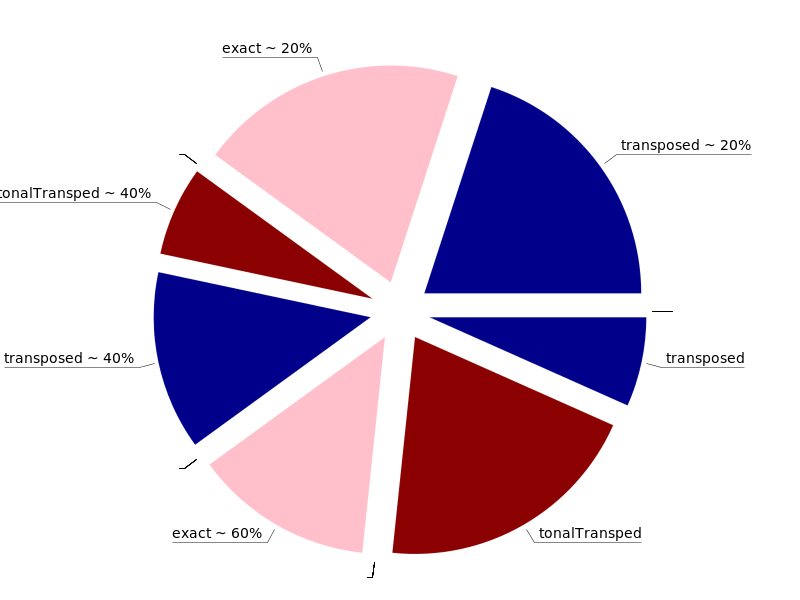 exact ~ 20%
transposed ~ 20%
tonalTransped ~ 40%
transposed ~ 40%
transposed
exact ~ 60%
tonalTransped